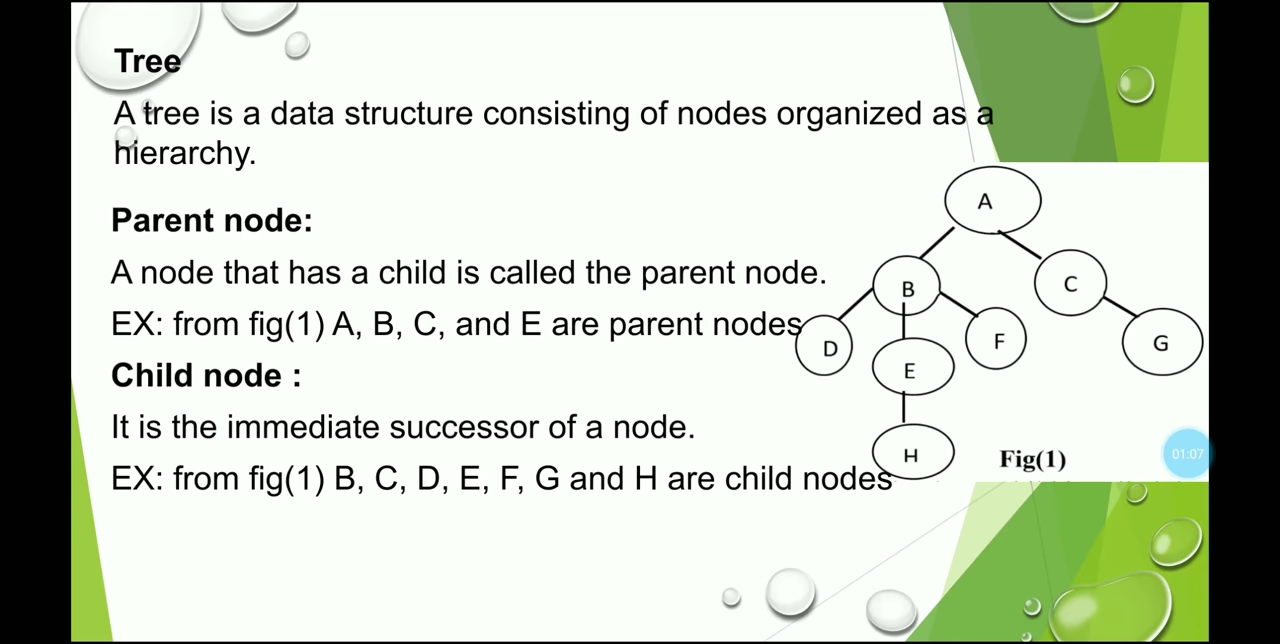 Tree
A tree is a data structure consisting of nodes organized as a
hierarchy.
Parent node:
A node that has a child is called the parent node.
EX: from fig(1) A, B, C, and E are parent nodes
Child node :
It is the immediate successor of a node.
EX: from fig(1) B, C, D, E, F, G and H are child nodes
A
B
C
D
E
F
G
H
Fig(1)
01:07